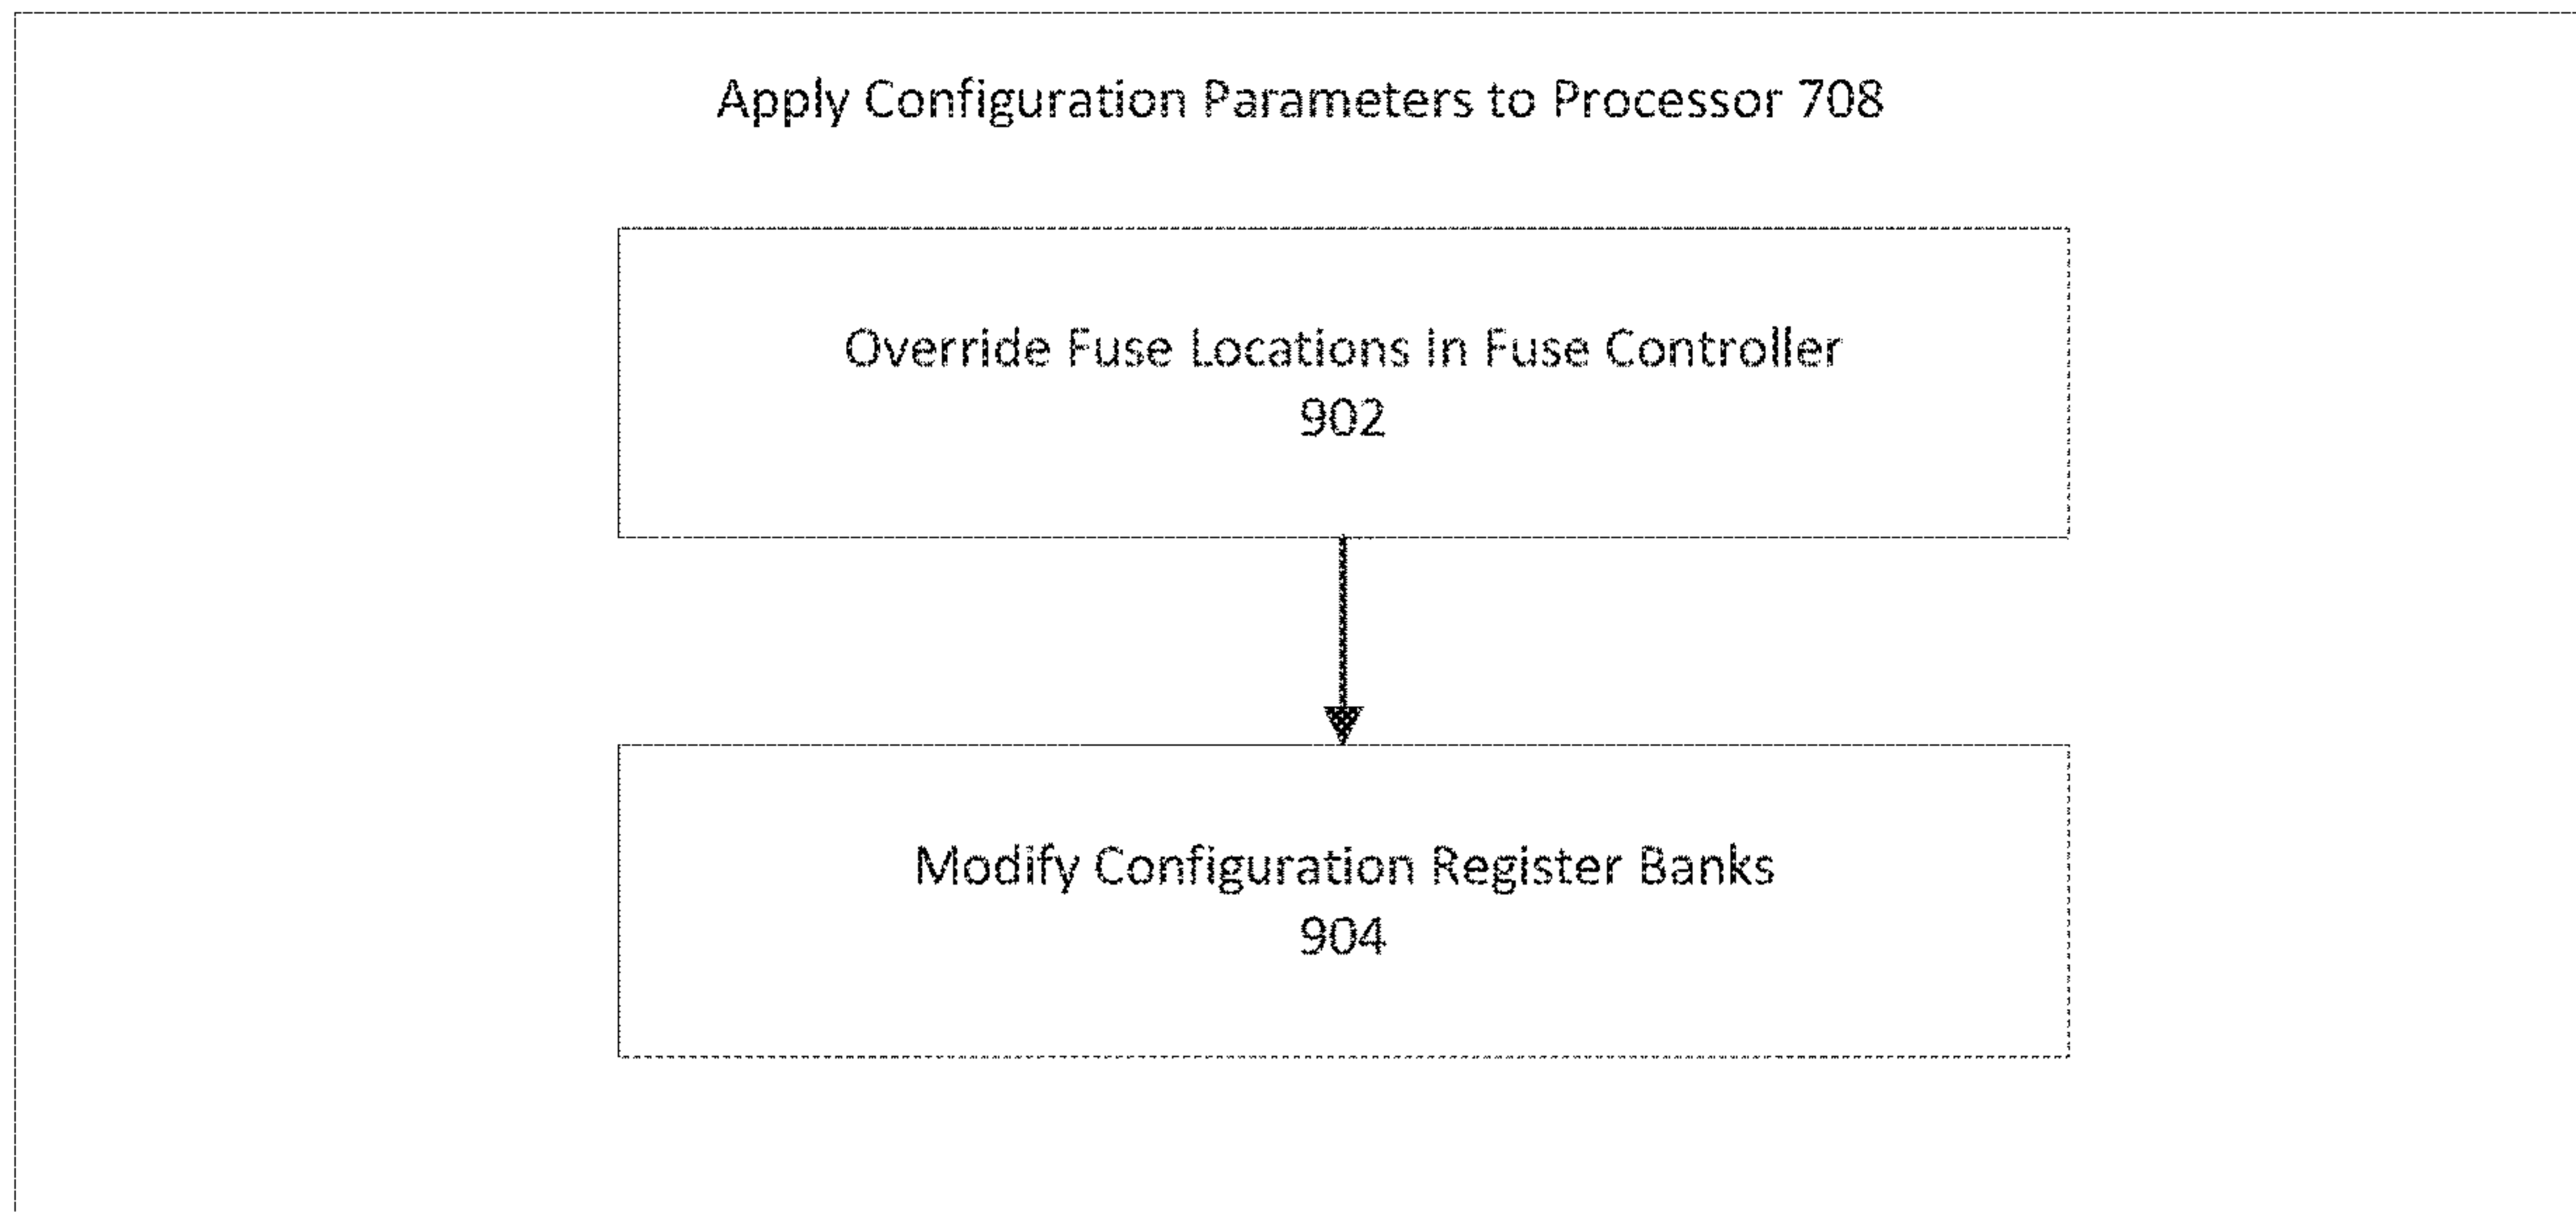 Apply Configuration Parameters to Processor 708
Override Fuse Locations in Fuse Controller
902
Modify Configuration Register Banks
904